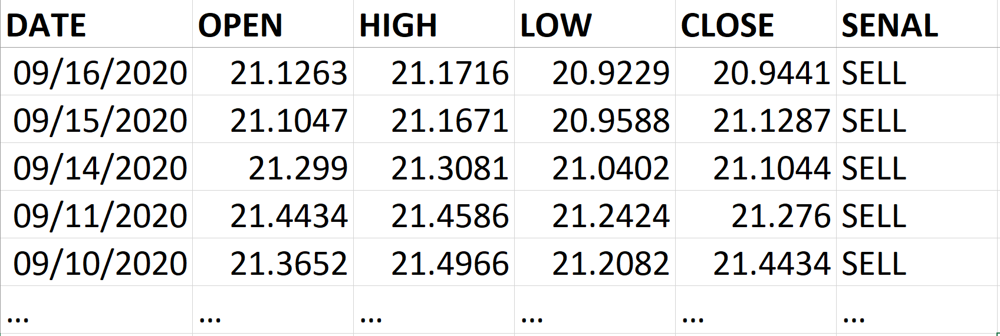 DATE OPEN HIGH LOW CLOSE SENAL
09/16/2020 21.1263 21.1716 20.9229 20.9441 SELL
09/15/2020 21.1047 21.1671 20.9588 21.1287 SELL
09/14/2020 21.299 21.3081 21.0402 21.1044 SELL
09/11/2020 21.4434 21.4586 21.2424 21.276 SELL
09/10/2020 21.3652 21.4966 21.2082 21.4434 SELL
... ... ... ... ... ...